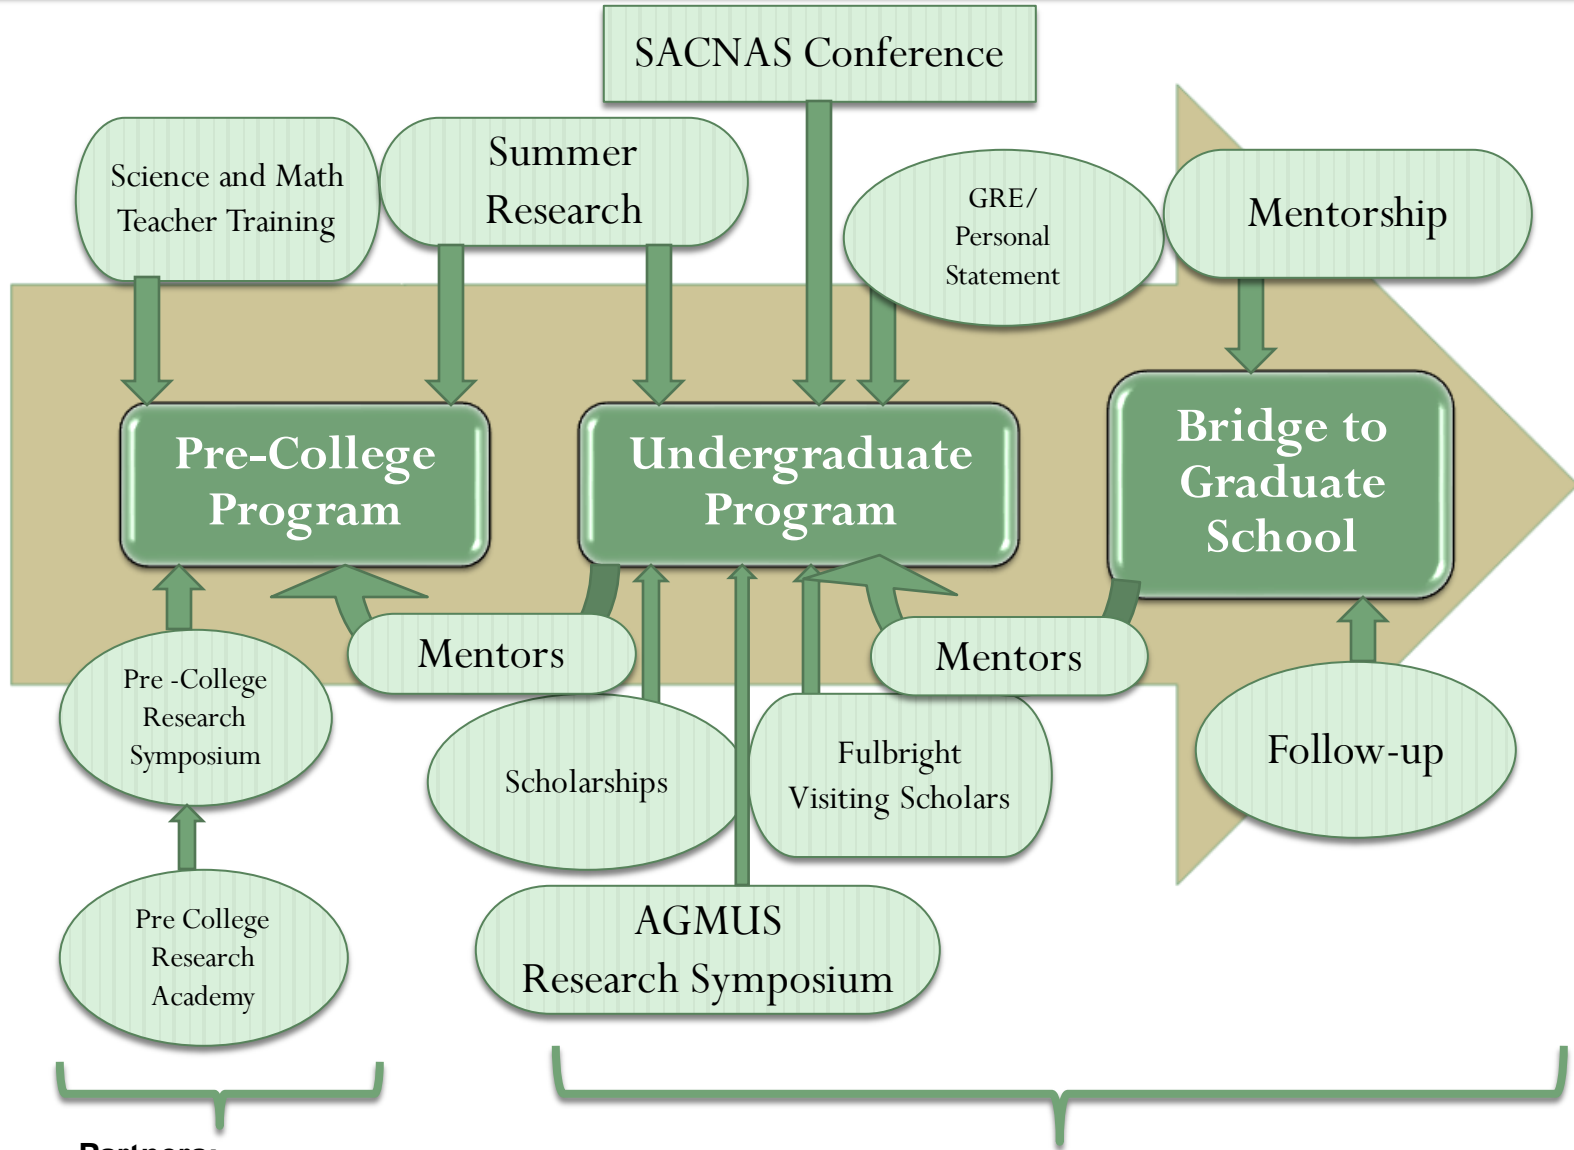 SACNAS Conference
Science and Math
Teacher Training
Summer
Research
GRE/
Personal
Statement
Mentorship
Pre-College
Program
Undergraduate
Program
Bridge to
Graduate
School
Mentors
Mentors
Pre -College
Research
Symposium
Scholarships
Fulbright
Visiting Scholars
Follow-up
Pre College
Research
Academy
AGMUS
Research Symposium
Partners: